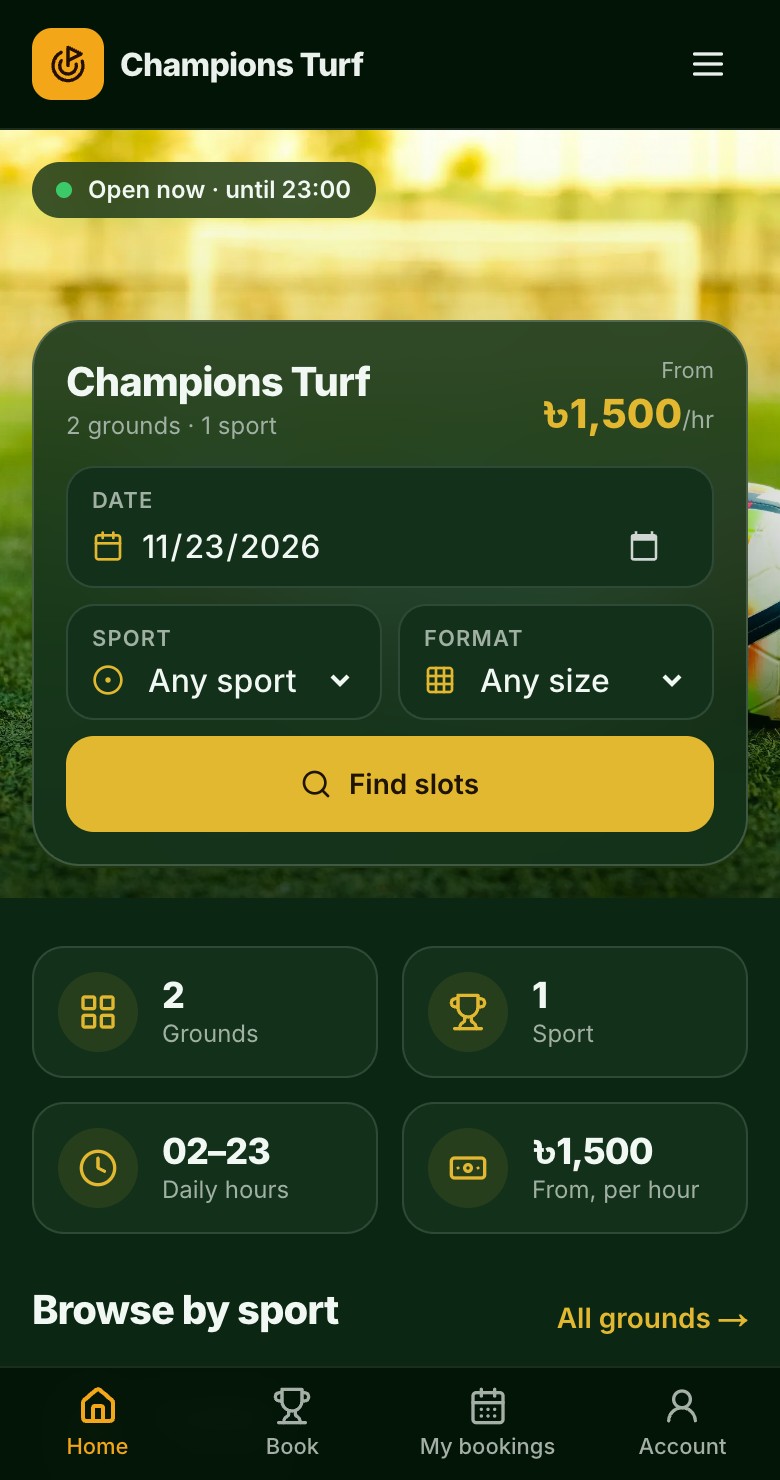 Champions Turf
Open now · until 23:00
Champions Turf
From
2 grounds · 1 sport
৳1,500/hr
DATE
11/23/2026
SPORT
FORMAT
Any sport
Any size
Find slots
2
Grounds
1
Sport
02–23
Daily hours
৳1,500
From, per hour
Browse by sport
All grounds →
Home
Book
My bookings
Account